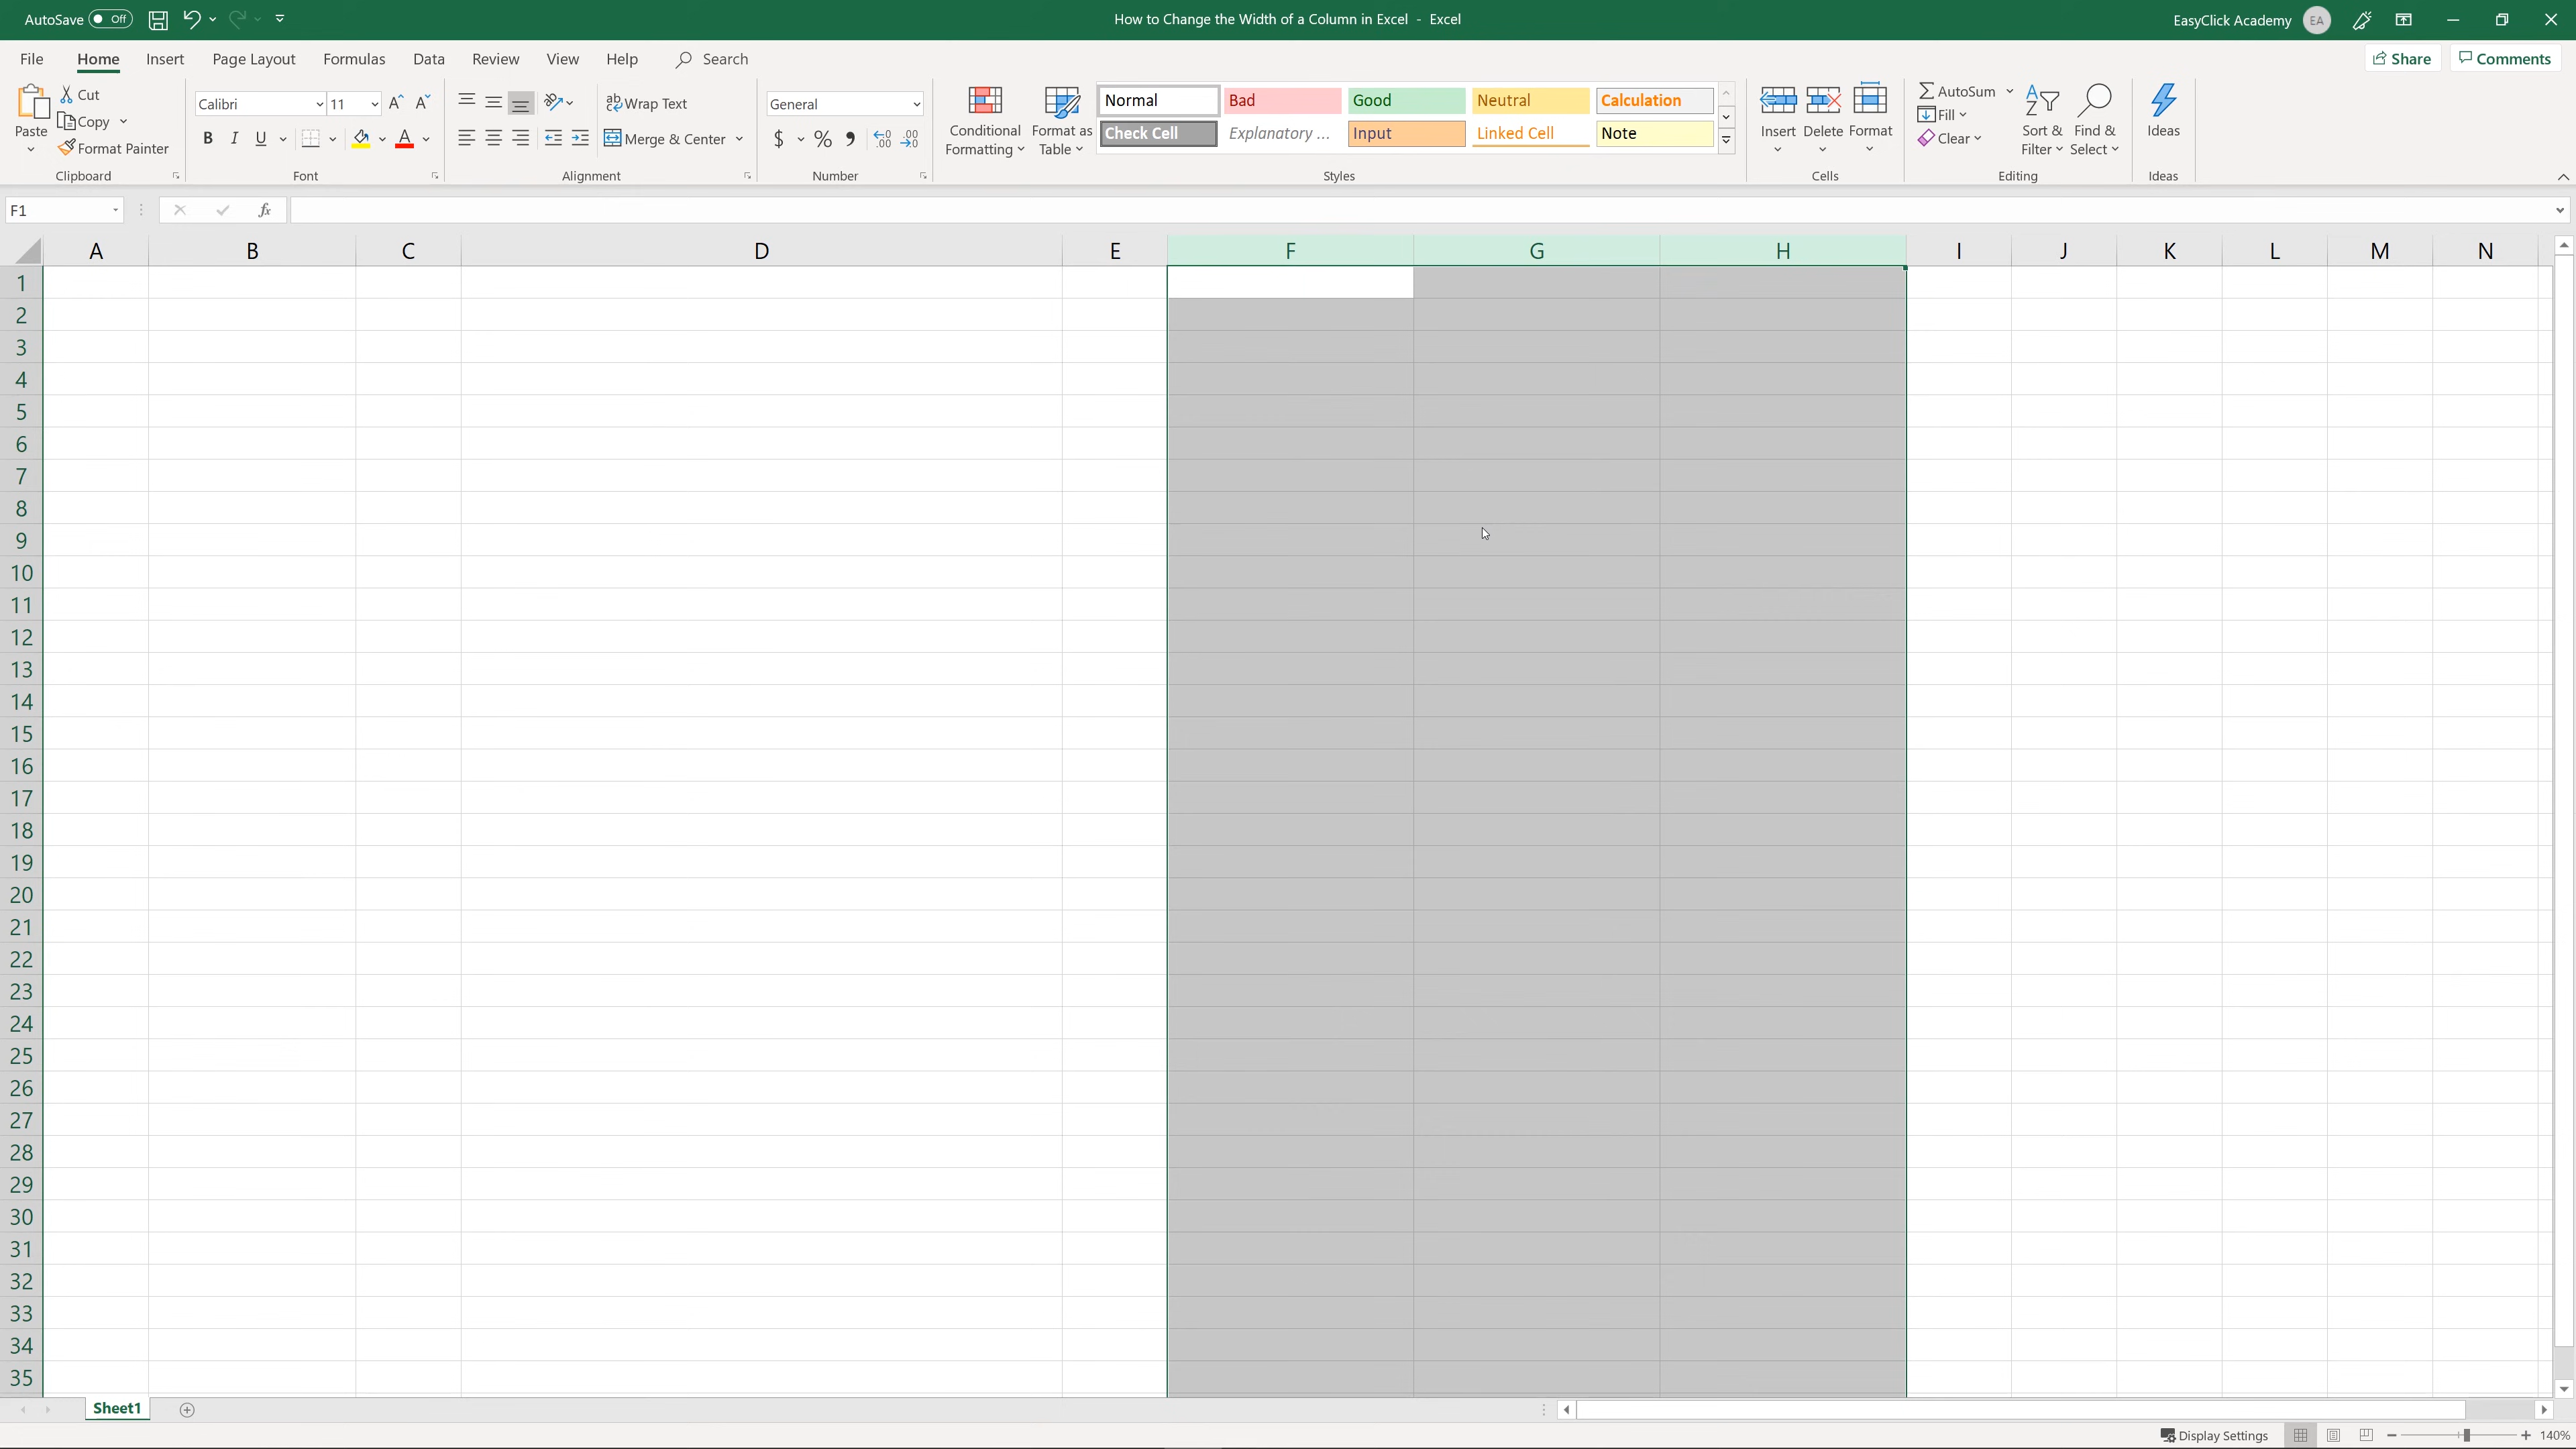 AutoSave Off How to Change the Width of a Column in Excel - Excel EasyClick Academy EA
File Home Insert Page Layout Formulas Data Review View Help Search Share Comments
Paste
Cut
Copy
Format Painter
Clipboard
Calibri 11 A^ A˅
B I U A
Font
ab Wrap Text
Merge & Center
Alignment
General
$ % , .00 .00
Number
Conditional Formatting
Format as Table
Normal Bad Good Neutral Calculation
Check Cell Explanatory ... Input Linked Cell Note
Styles
Insert Delete Format
Cells
AutoSum
Fill
Clear
Sort & Filter
Find & Select
Editing
Ideas
Ideas
F1 fx
A B C D E F G H I J K L M N
1
2
3
4
5
6
7
8
9
10
11
12
13
14
15
16
17
18
19
20
21
22
23
24
25
26
27
28
29
30
31
32
33
34
35
Sheet1
Display Settings 140%